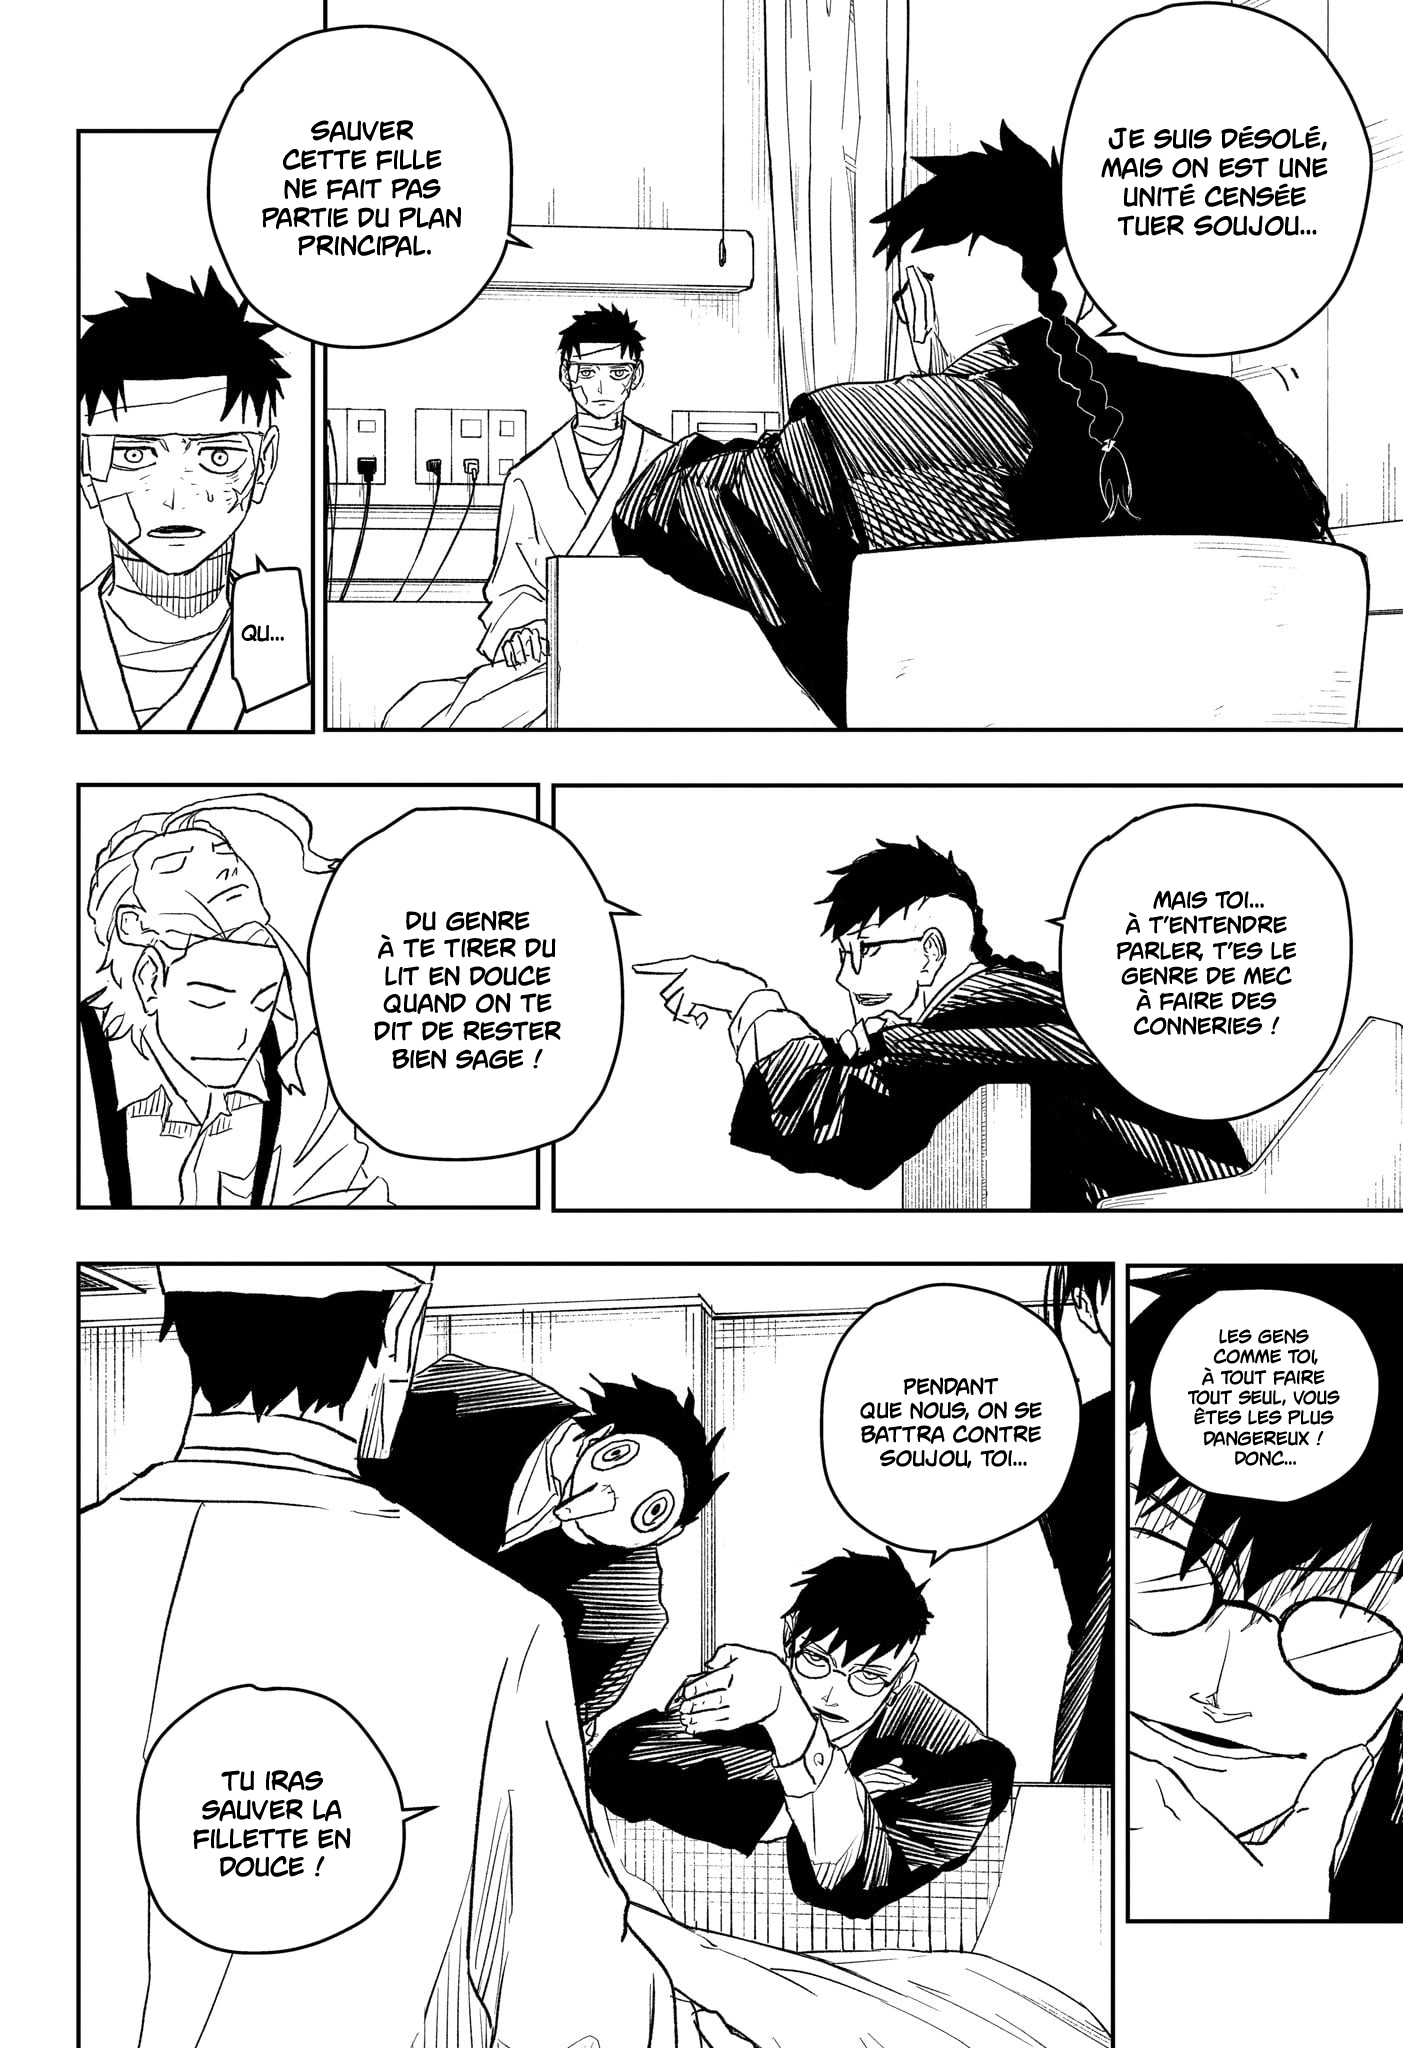 JE SUIS DÉSOLÉ,
MAIS ON EST UNE
UNITÉ CENSÉE
TUER SOUJOU...
SAUVER
CETTE FILLE
NE FAIT PAS
PARTIE DU PLAN
PRINCIPAL.
QU...
MAIS TOI...
À T'ENTENDRE
PARLER, T'ES LE
GENRE DE MEC
À FAIRE DES
CONNERIES !
DU GENRE
À TE TIRER DU
LIT EN DOUCE
QUAND ON TE
DIT DE RESTER
BIEN SAGE !
LES GENS
COMME TOI,
À TOUT FAIRE
TOUT SEUL, VOUS
ÊTES LES PLUS
DANGEREUX !
DONC...
PENDANT
QUE NOUS, ON SE
BATTRA CONTRE
SOUJOU, TOI...
TU IRAS
SAUVER LA
FILLETTE EN
DOUCE !